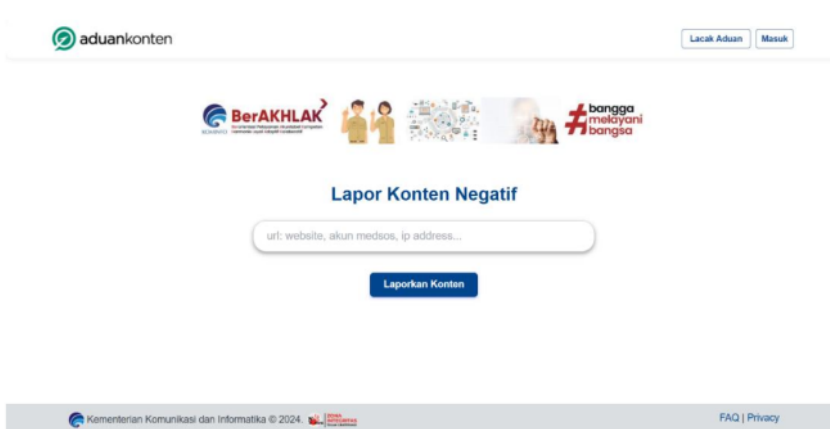 aduankonten
Lacak Aduan
Masuk
KOMINFO
BerAKHLAK
#bangga
melayani
bangsa
Lapor Konten Negatif
url: website, akun medsos, ip address...
Laporkan Konten
Kementerian Komunikasi dan Informatika © 2024.
FAQ | Privacy